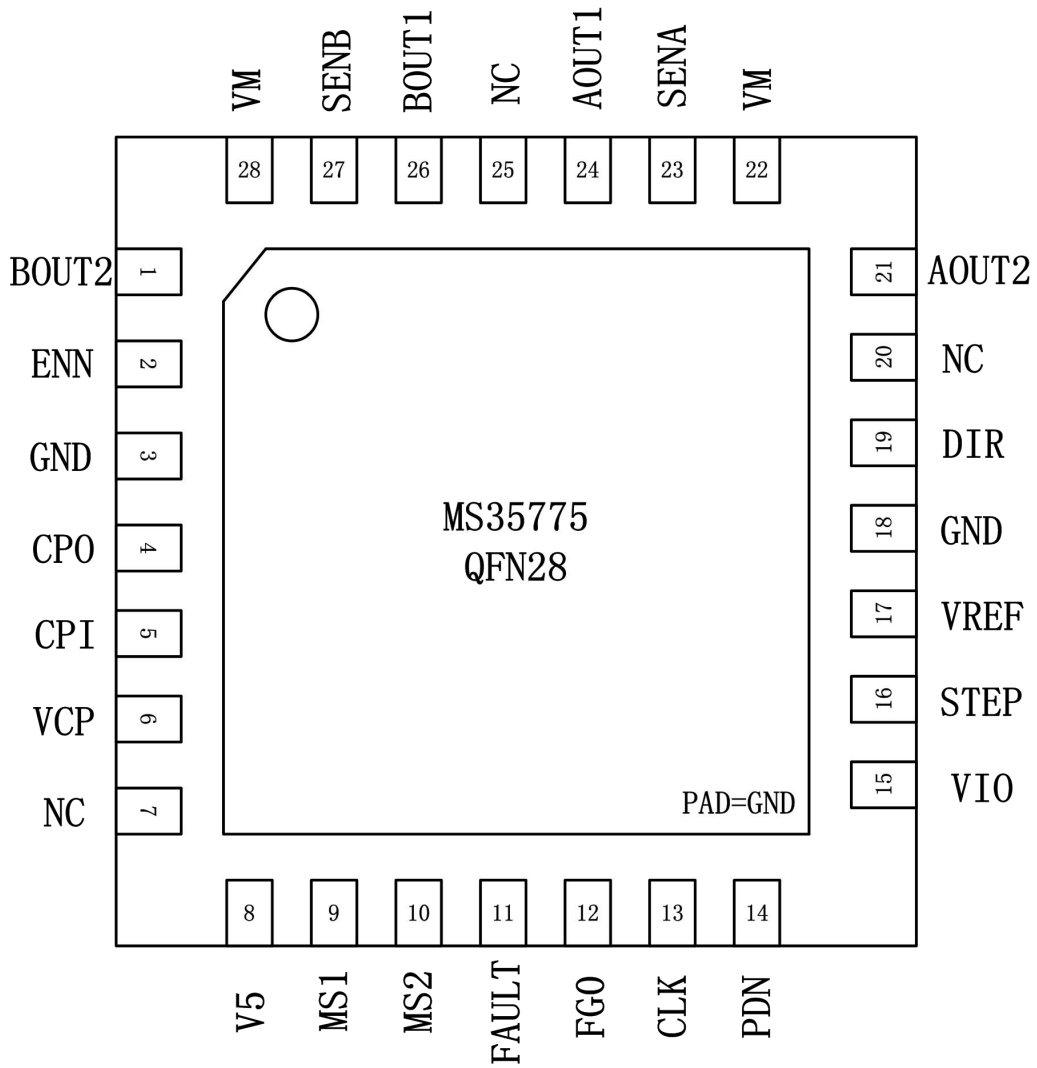 VM
SENB
BOUT1
NC
AOUT1
SENA
VM
28
27
26
25
24
23
22
BOUT2
1
ENN
2
GND
3
CPO
4
CPI
5
VCP
6
NC
7
MS35775
QFN28
PAD=GND
21
AOUT2
20
NC
19
DIR
18
GND
17
VREF
16
STEP
15
VIO
8
9
10
11
12
13
14
V5
MS1
MS2
FAULT
FGO
CLK
PDN